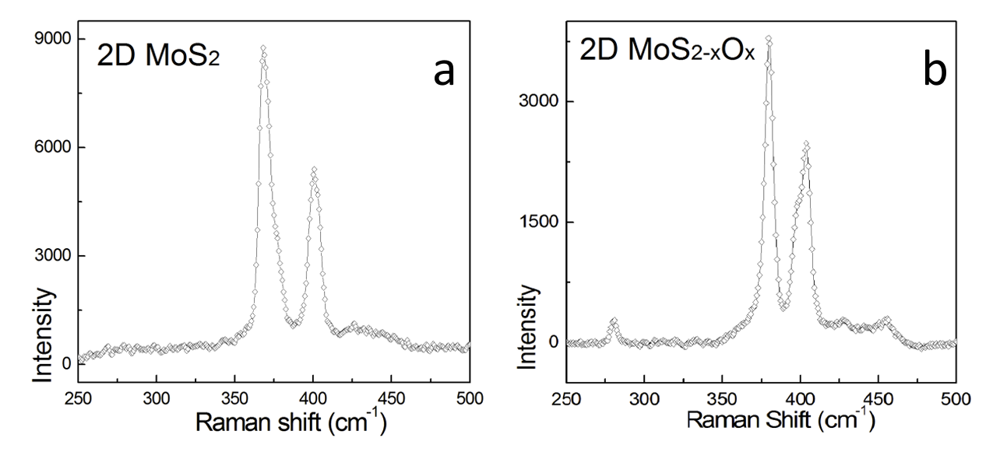 2D MoS2
a
9000
6000
3000
0
Intensity
250 300 350 400 450 500
Raman shift (cm-1)
2D MoS2-xOx
b
3000
1500
0
Intensity
250 300 350 400 450 500
Raman Shift (cm-1)